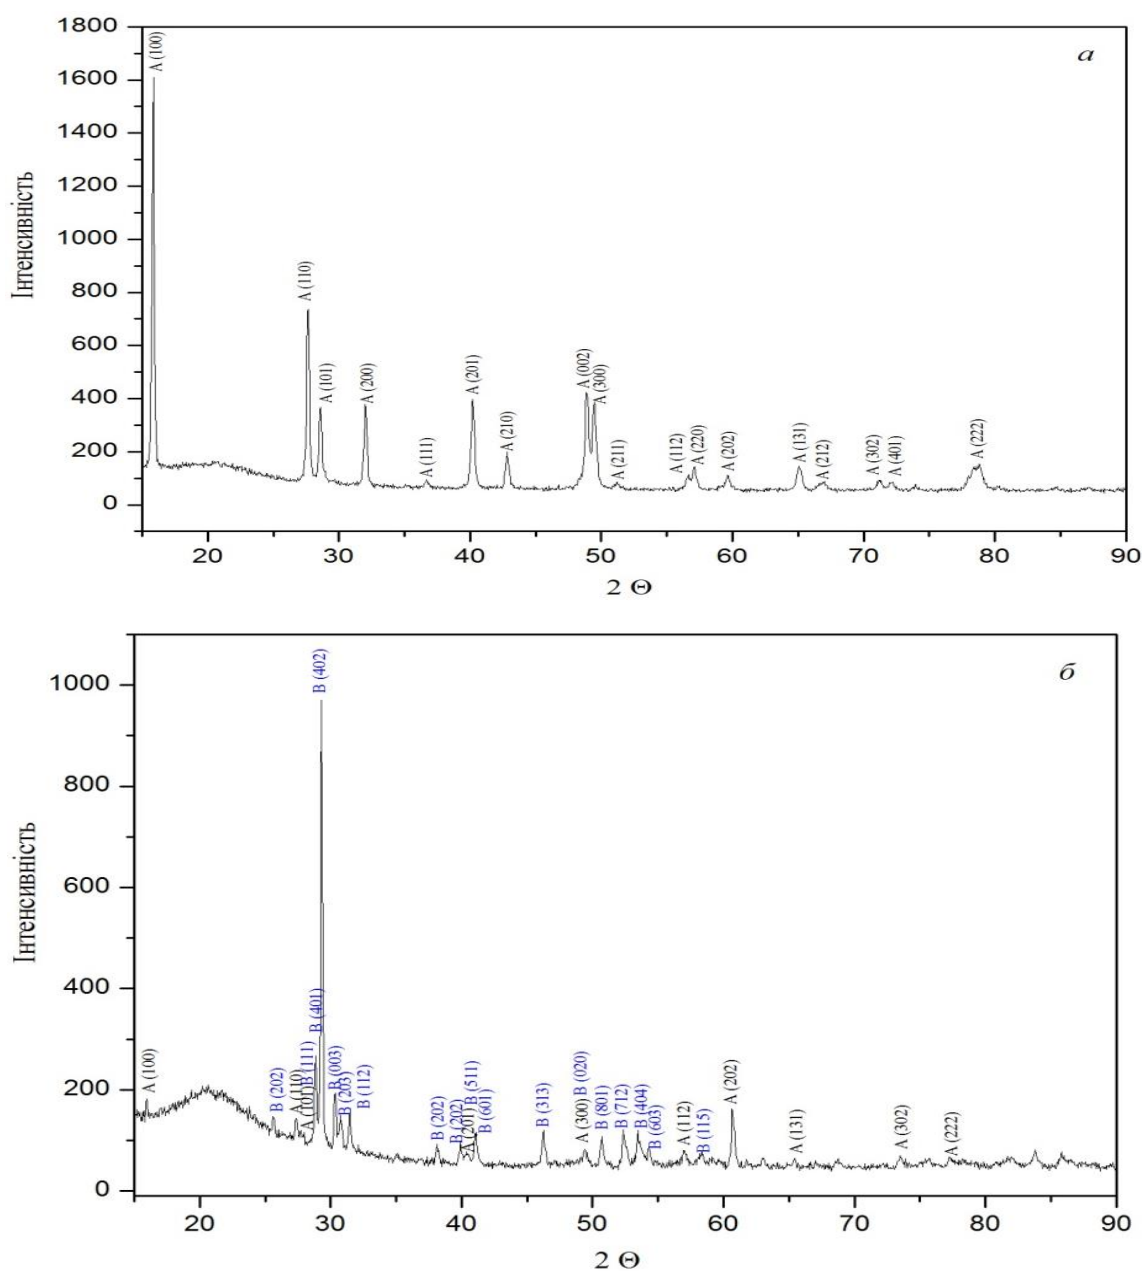 а
1800
1600
1400
1200
1000
800
600
400
200
0
Інтенсивність
A (100)
A (110)
A (101)
A (200)
A (111)
A (201)
A (210)
A (002)
A (300)
A (211)
A (112)
A (220)
A (202)
A (131)
A (212)
A (302)
A (401)
A (222)
20 30 40 50 60 70 80 90
2 Θ
б
1000
800
600
400
200
0
Інтенсивність
A (100)
B (202)
A (110)
A (101)
B (111)
B (401)
B (402)
B (003)
B (203)
B (112)
B (202)
B (202)
A (201)
B (511)
B (601)
B (313)
A (300)
B (020)
B (801)
B (712)
B (404)
B (603)
A (112)
B (115)
A (202)
A (131)
A (302)
A (222)
20 30 40 50 60 70 80 90
2 Θ